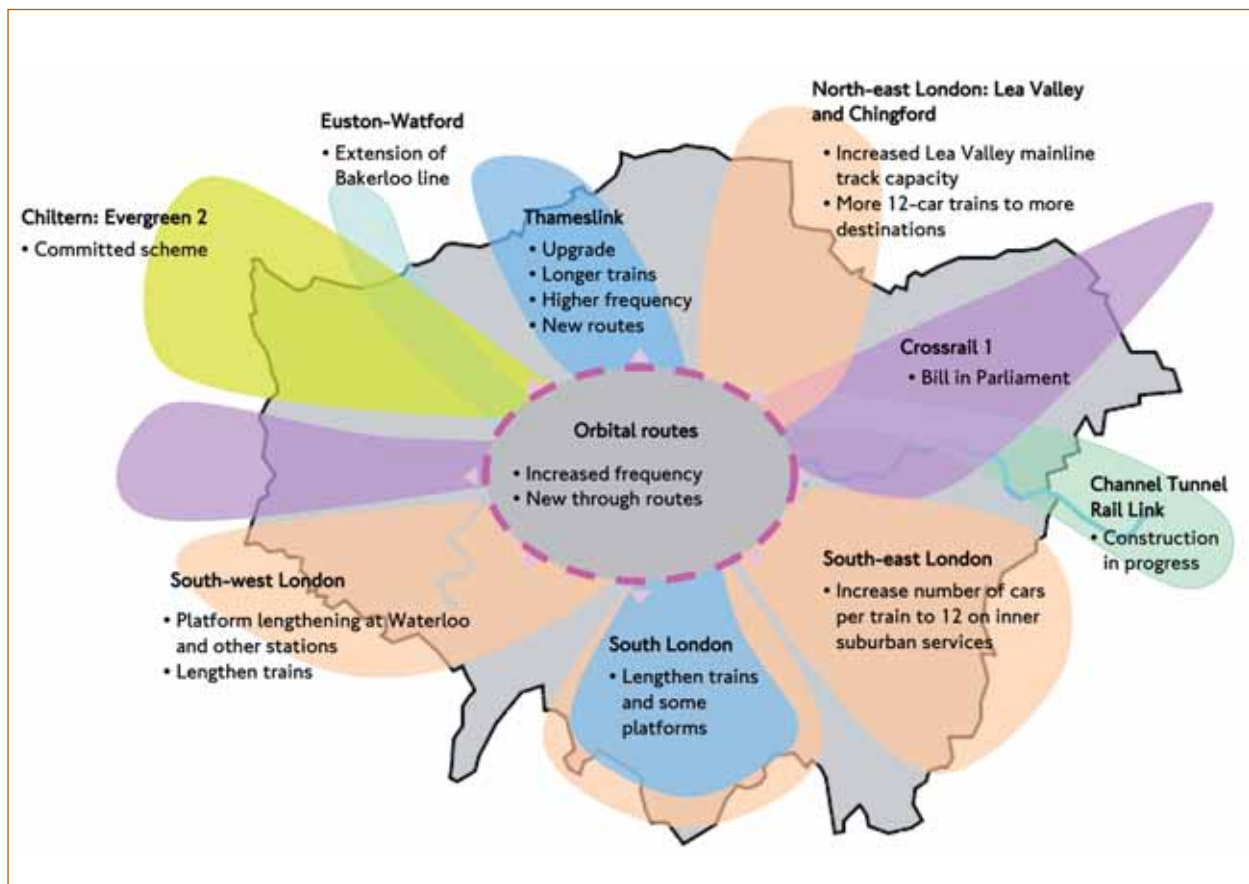 North-east London: Lea Valley
and Chingford
• Increased Lea Valley mainline
track capacity
• More 12-car trains to more
destinations
Euston-Watford
• Extension of
Bakerloo line
Chiltern: Evergreen 2
• Committed scheme
Thameslink
• Upgrade
• Longer trains
• Higher frequency
• New routes
Crossrail 1
• Bill in Parliament
Orbital routes
• Increased frequency
• New through routes
Channel Tunnel
Rail Link
• Construction
in progress
South-west London
• Platform lengthening at Waterloo
and other stations
• Lengthen trains
South-east London
• Increase number of cars
per train to 12 on inner
suburban services
South London
• Lengthen trains
and some
platforms